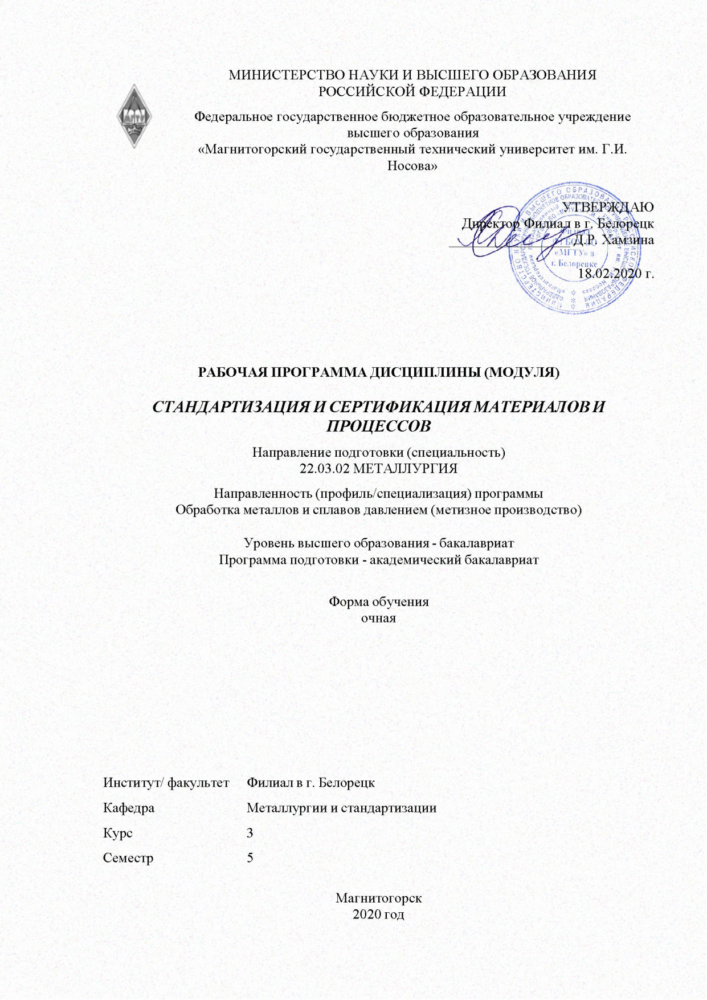 МИНИСТЕРСТВО НАУКИ И ВЫСШЕГО ОБРАЗОВАНИЯ
РОССИЙСКОЙ ФЕДЕРАЦИИ
МГТУ
Федеральное государственное бюджетное образовательное учреждение
высшего образования
«Магнитогорский государственный технический университет им. Г.И.
Носова»
УТВЕРЖДАЮ
Директор Филиал в г. Белорецк
Д.Р. Хамзина
18.02.2020 г.
Филиал
«МГТУ» в
г. Белорецке
РАБОЧАЯ ПРОГРАММА ДИСЦИПЛИНЫ (МОДУЛЯ)
СТАНДАРТИЗАЦИЯ И СЕРТИФИКАЦИЯ МАТЕРИАЛОВ И
ПРОЦЕССОВ
Направление подготовки (специальность)
22.03.02 МЕТАЛЛУРГИЯ
Направленность (профиль/специализация) программы
Обработка металлов и сплавов давлением (метизное производство)
Уровень высшего образования - бакалавриат
Программа подготовки - академический бакалавриат
Форма обучения
очная
Институт/ факультет Филиал в г. Белорецк
Кафедра Металлургии и стандартизации
Курс 3
Семестр 5
Магнитогорск
2020 год